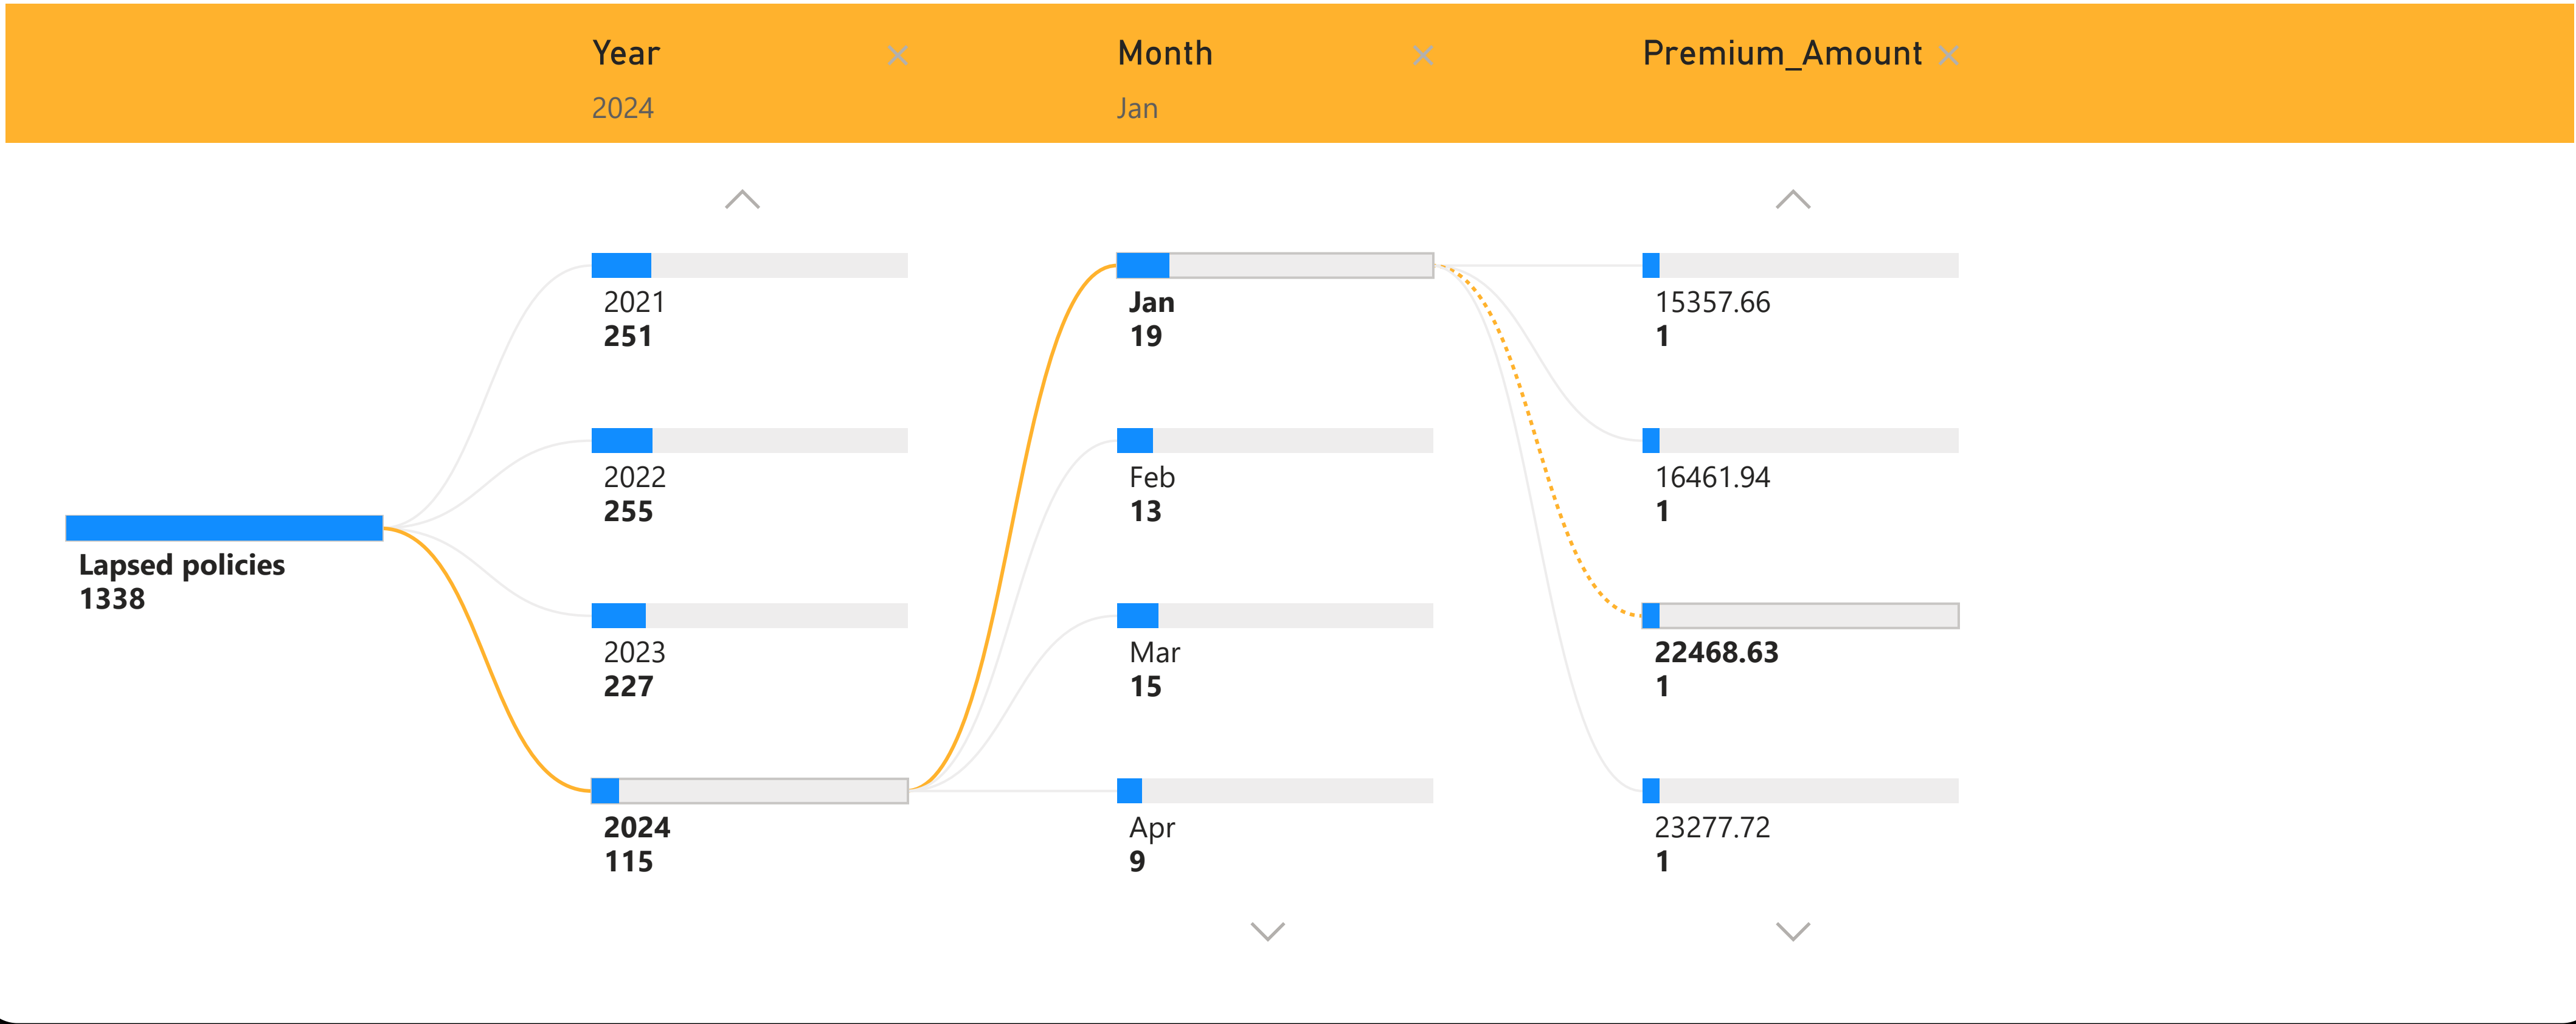 Year
2024
Month
Jan
Premium_Amount
Lapsed policies
1338
2021
251
2022
255
2023
227
2024
115
Jan
19
Feb
13
Mar
15
Apr
9
15357.66
1
16461.94
1
22468.63
1
23277.72
1